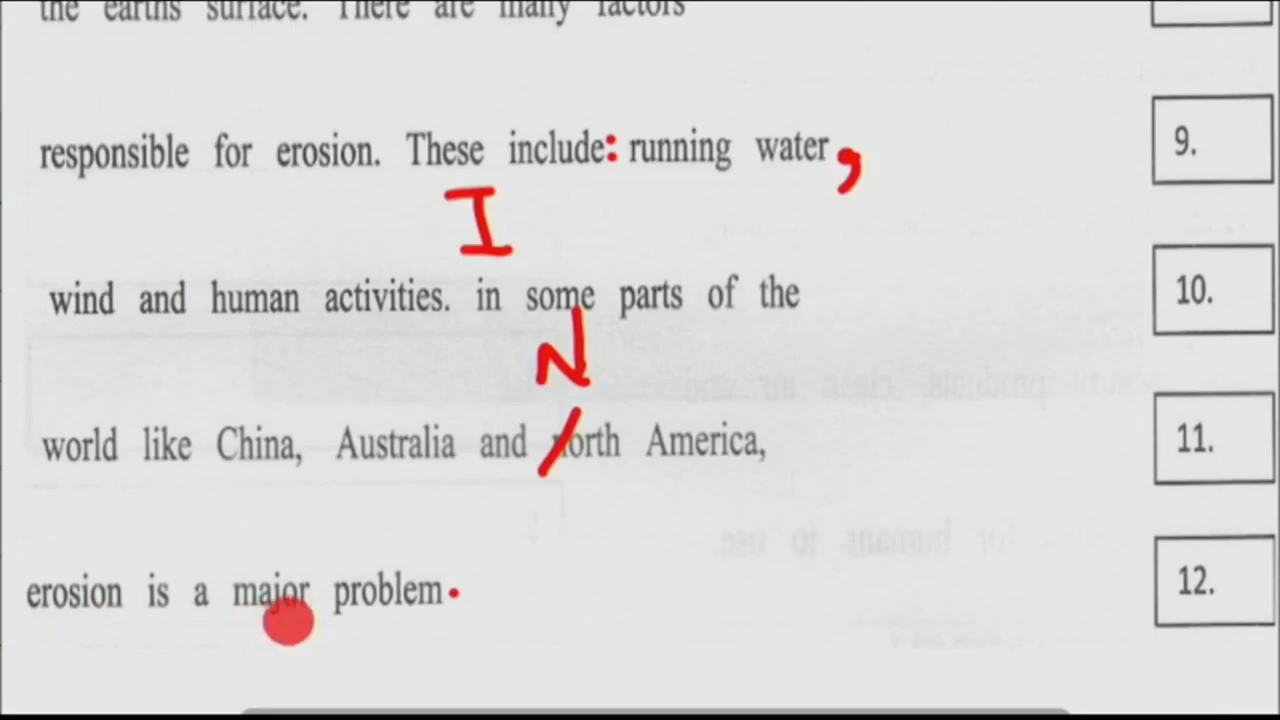 the earths surface. There are many factors
responsible for erosion. These include: running water, 9.
I
wind and human activities. in some parts of the 10.
N
world like China, Australia and north America, 11.
erosion is a major problem. 12.